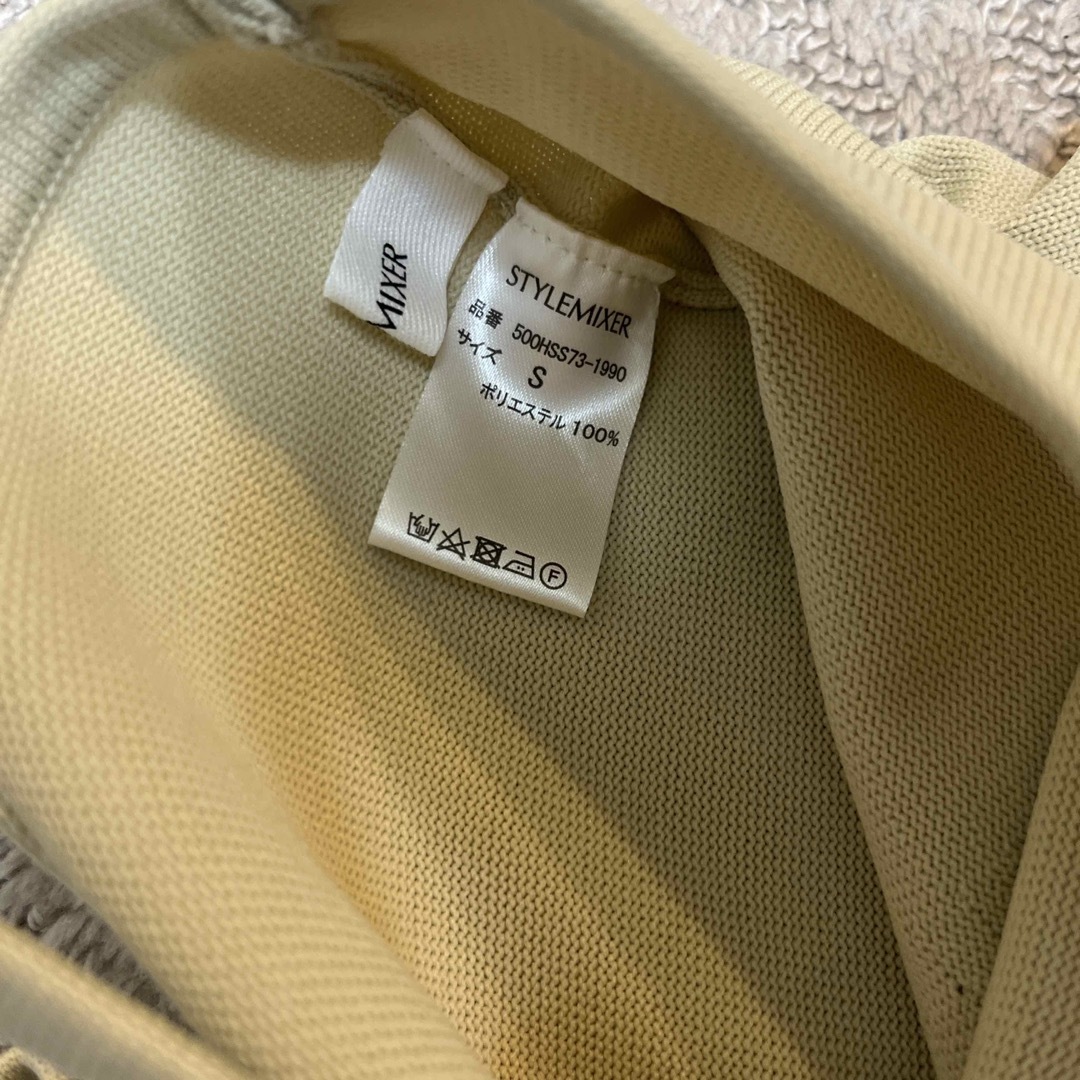 MIXER
STYLEMIXER
品番 500HSS73-1990
サイズ S
ポリエステル 100%
F